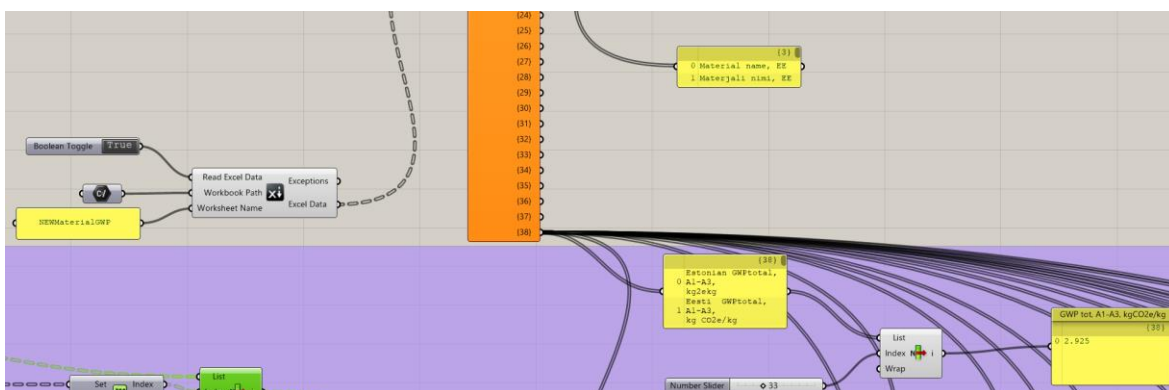 {24}
{25}
{26}
{27}
{28}
{29}
{30}
{31}
{32}
{33}
{34}
{35}
{36}
{37}
{38}
{3}
0 Material name, EE
1 Materjali nimi, EE
Boolean Toggle True
Read Excel Data
Workbook Path
Worksheet Name
Exceptions
Excel Data
C/
NEWMaterialGWP
{38}
Estonian GWPtotal,
0 A1-A3,
kg2ekg
Eesti GWPtotal,
1 A1-A3,
kg CO2e/kg
List
Index
Wrap
N
i
GWP tot, A1-A3, kgCO2e/kg
{38}
0 2.925
Number Slider 33
Set
Index
List